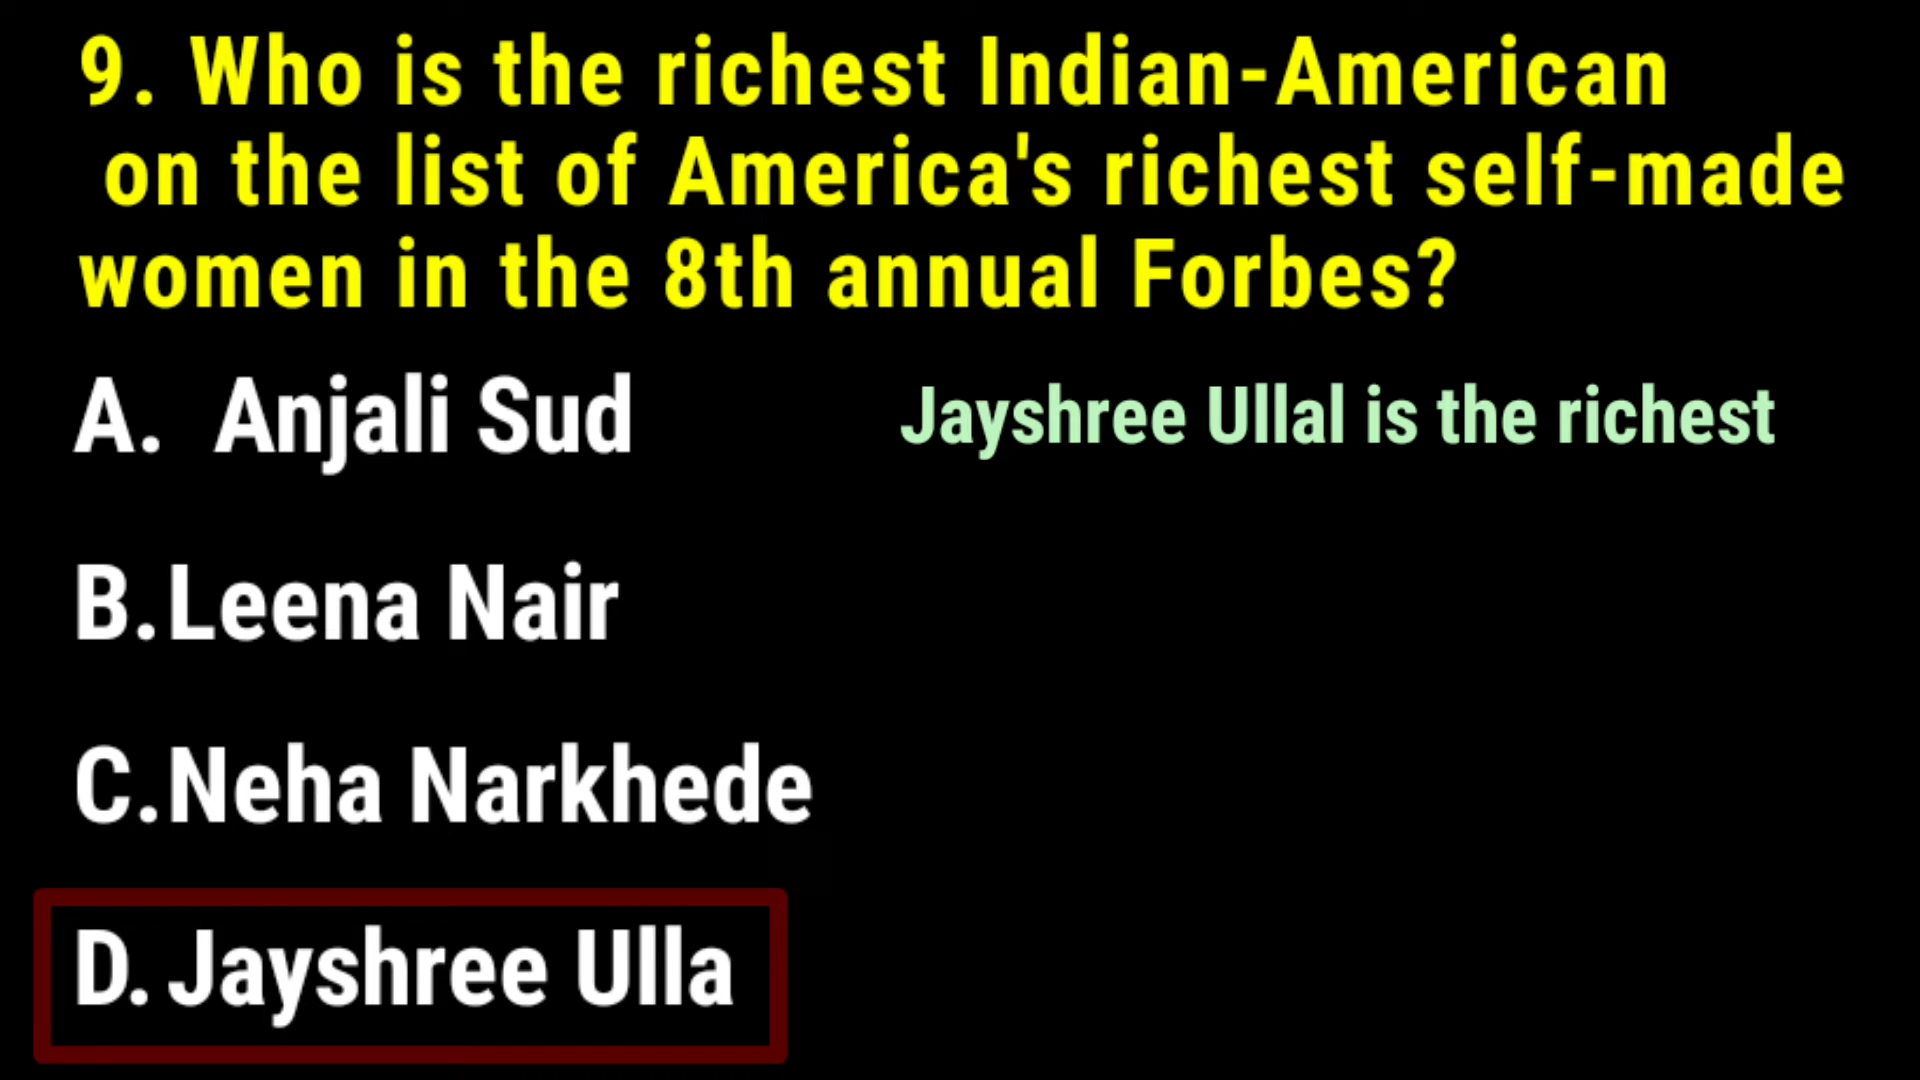 9. Who is the richest Indian-American
on the list of America's richest self-made
women in the 8th annual Forbes?
A. Anjali Sud
Jayshree Ullal is the richest
B.Leena Nair
C.Neha Narkhede
D.Jayshree Ulla